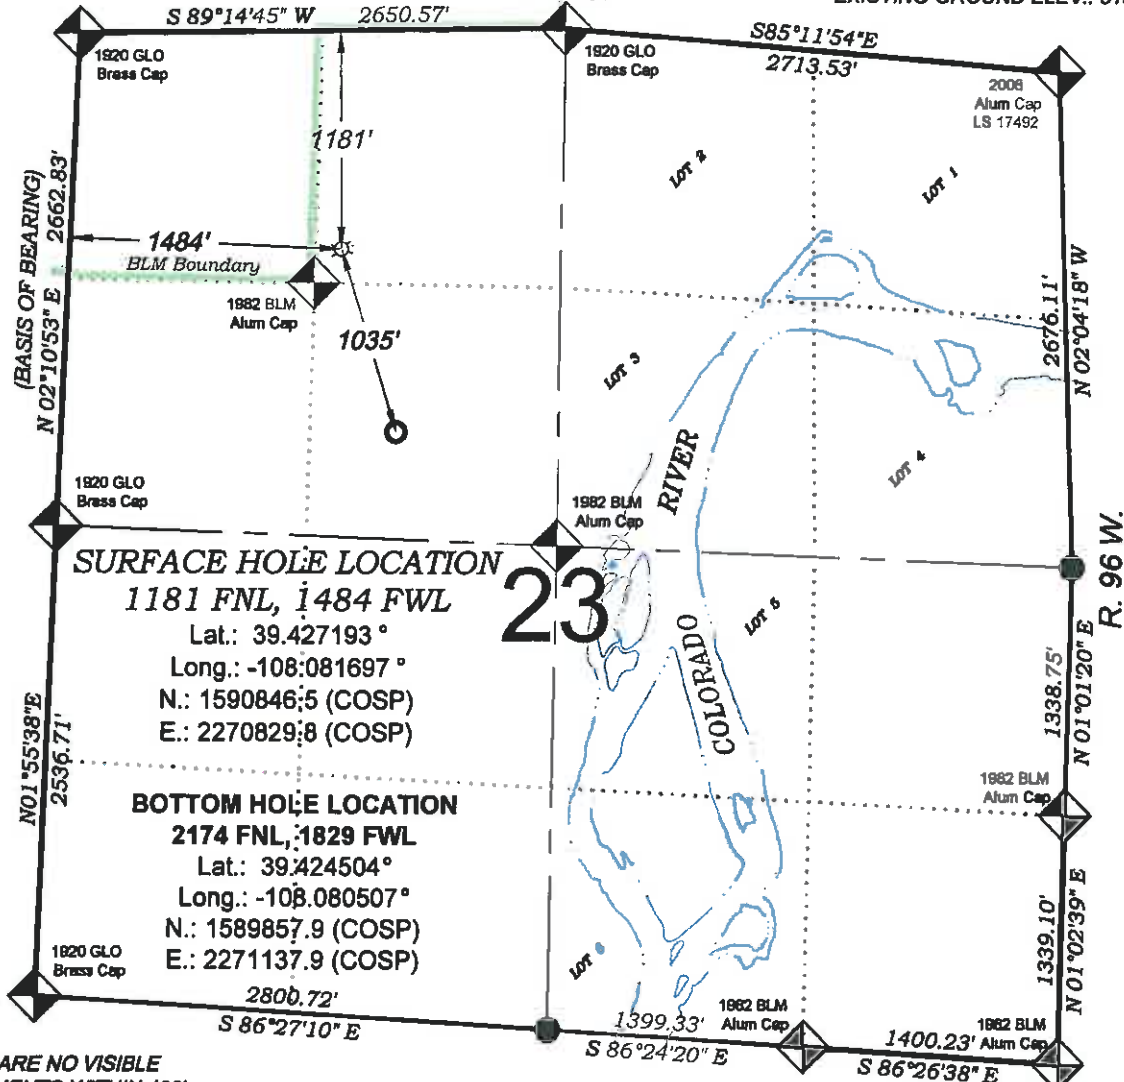 S 89°14'45" W 2650.57'
S85°11'54"E
2713.53'
1920 GLO
Brass Cap
1920 GLO
Brass Cap
2006
Alum Cap
LS 17492
1181'
LOT 2
LOT 1
(BASIS OF BEARING)
N 02°10'53" E 2662.83'
1484'
BLM Boundary
1982 BLM
Alum Cap
1035'
LOT 3
2676.11'
N 02°04'18" W
LOT 4
RIVER
1920 GLO
Brass Cap
1982 BLM
Alum Cap
R. 96 W.
SURFACE HOLE LOCATION
1181 FNL, 1484 FWL
Lat.: 39.427193°
Long.: -108.081697°
N.: 1590846.5 (COSP)
E.: 2270829.8 (COSP)
23
LOT 5
COLORADO
1338.75'
N 01°01'20" E
N01°55'38"E
2536.71'
BOTTOM HOLE LOCATION
2174 FNL, 1829 FWL
Lat.: 39.424504°
Long.: -108.080507°
N.: 1589857.9 (COSP)
E.: 2271137.9 (COSP)
1982 BLM
Alum Cap
1339.10'
N 01°02'39" E
1920 GLO
Brass Cap
LOT 6
2800.72'
S 86°27'10" E
1399.33'
S 86°24'20" E
1982 BLM
Alum Cap
1400.23'
S 86°26'38" E
1982 BLM
Alum Cap
ARE NO VISIBLE